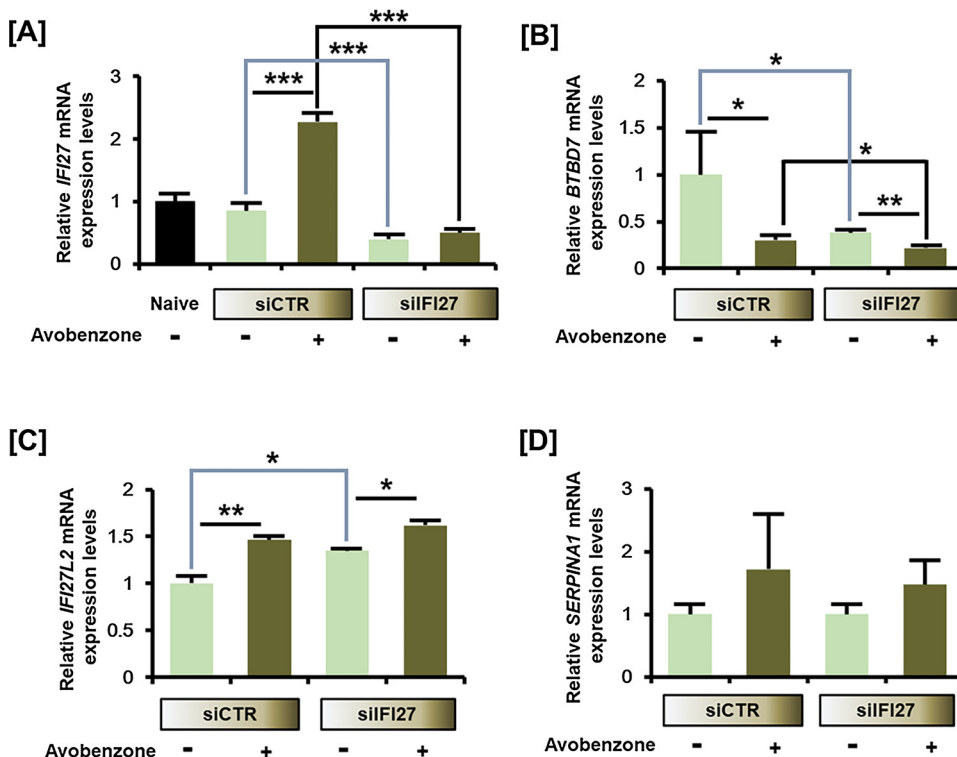 [A]
Relative IFI27 mRNA
expression levels
3
2
1
0
***
***
***
Naive
siCTR
siIFI27
Avobenzone
- - + - +
[B]
Relative BTBD7 mRNA
expression levels
2
1.5
1
0.5
0
*
*
*
**
siCTR
siIFI27
Avobenzone
- + - +
[C]
Relative IFI27L2 mRNA
expression levels
2
1.5
1
0.5
0
*
**
*
siCTR
siIFI27
Avobenzone
- + - +
[D]
Relative SERPINA1 mRNA
expression levels
3
2
1
0
siCTR
siIFI27
Avobenzone
- + - +